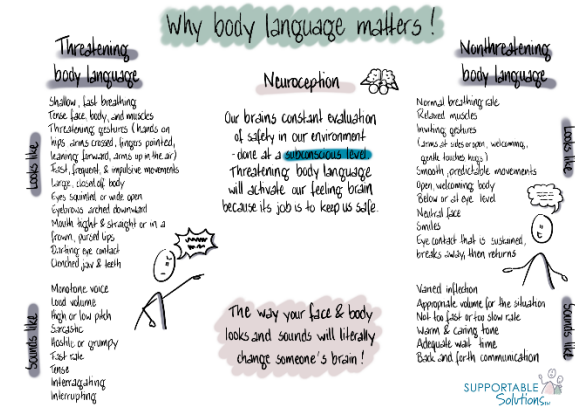 Why body language matters!
Threatening
body language
Looks like
Shallow, fast breathing
Tense face, body, and muscles
Threatening gestures (hands on
hips, arms crossed, fingers pointed,
leaning forward, arms up in the air)
Fast, frequent, & impulsive movements
Large, closed off body
Eyes squinted or wide open
Eyebrows arched downward
Mouth tight & straight or in a
frown, pursed lips
Darting eye contact
Clenched jaw & teeth
Sounds like
Monotone voice
Loud volume
High or low pitch
Sarcastic
Hostile or grumpy
Fast rate
Tense
Interrogating
Interrupting
Neuroception
Our brains constant evaluation
of safety in our environment
- done at a subconscious level.
Threatening body language
will activate our feeling brain
because its job is to keep us safe.
The way your face & body
looks and sounds will literally
change someone's brain!
Nonthreatening
body language
Looks like
Normal breathing rate
Relaxed muscles
Inviting gestures
(arms at sides or open, welcoming,
gentle touches, hugs)
Smooth, predictable movements
Open, welcoming body
Below or at eye level
Neutral face
Smiles
Eye contact that is sustained,
breaks away, then returns
Sounds like
Varied inflection
Appropriate volume for the situation
Not too fast or too slow rate
Warm & caring tone
Adequate wait time
Back and forth communication
SUPPORTABLE
Solutions